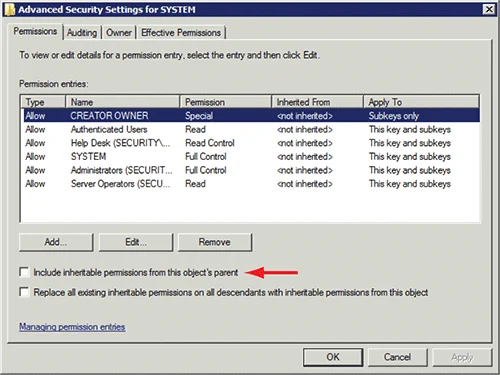 Advanced Security Settings for SYSTEM
Permissions Auditing Owner Effective Permissions
To view or edit details for a permission entry, select the entry and then click Edit.
Permission entries:
Type Name Permission Inherited From Apply To
Allow CREATOR OWNER Special <not inherited> Subkeys only
Allow Authenticated Users Read <not inherited> This key and subkeys
Allow Help Desk (SECURITY\... Read Control <not inherited> This key and subkeys
Allow SYSTEM Full Control <not inherited> This key and subkeys
Allow Administrators (SECURIT... Full Control <not inherited> This key and subkeys
Allow Server Operators (SECU... Read <not inherited> This key and subkeys
Add... Edit... Remove
Include inheritable permissions from this object's parent
Replace all existing inheritable permissions on all descendants with inheritable permissions from this object
Managing permission entries
OK Cancel Apply